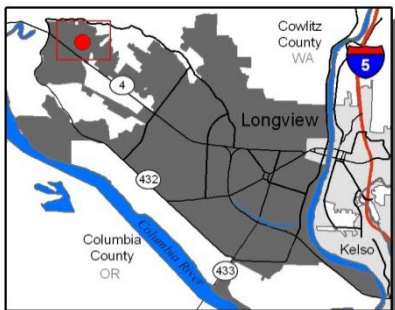 Cowlitz
County
WA
5
4
Longview
432
Columbia
County
OR
Columbia River
433
Kelso